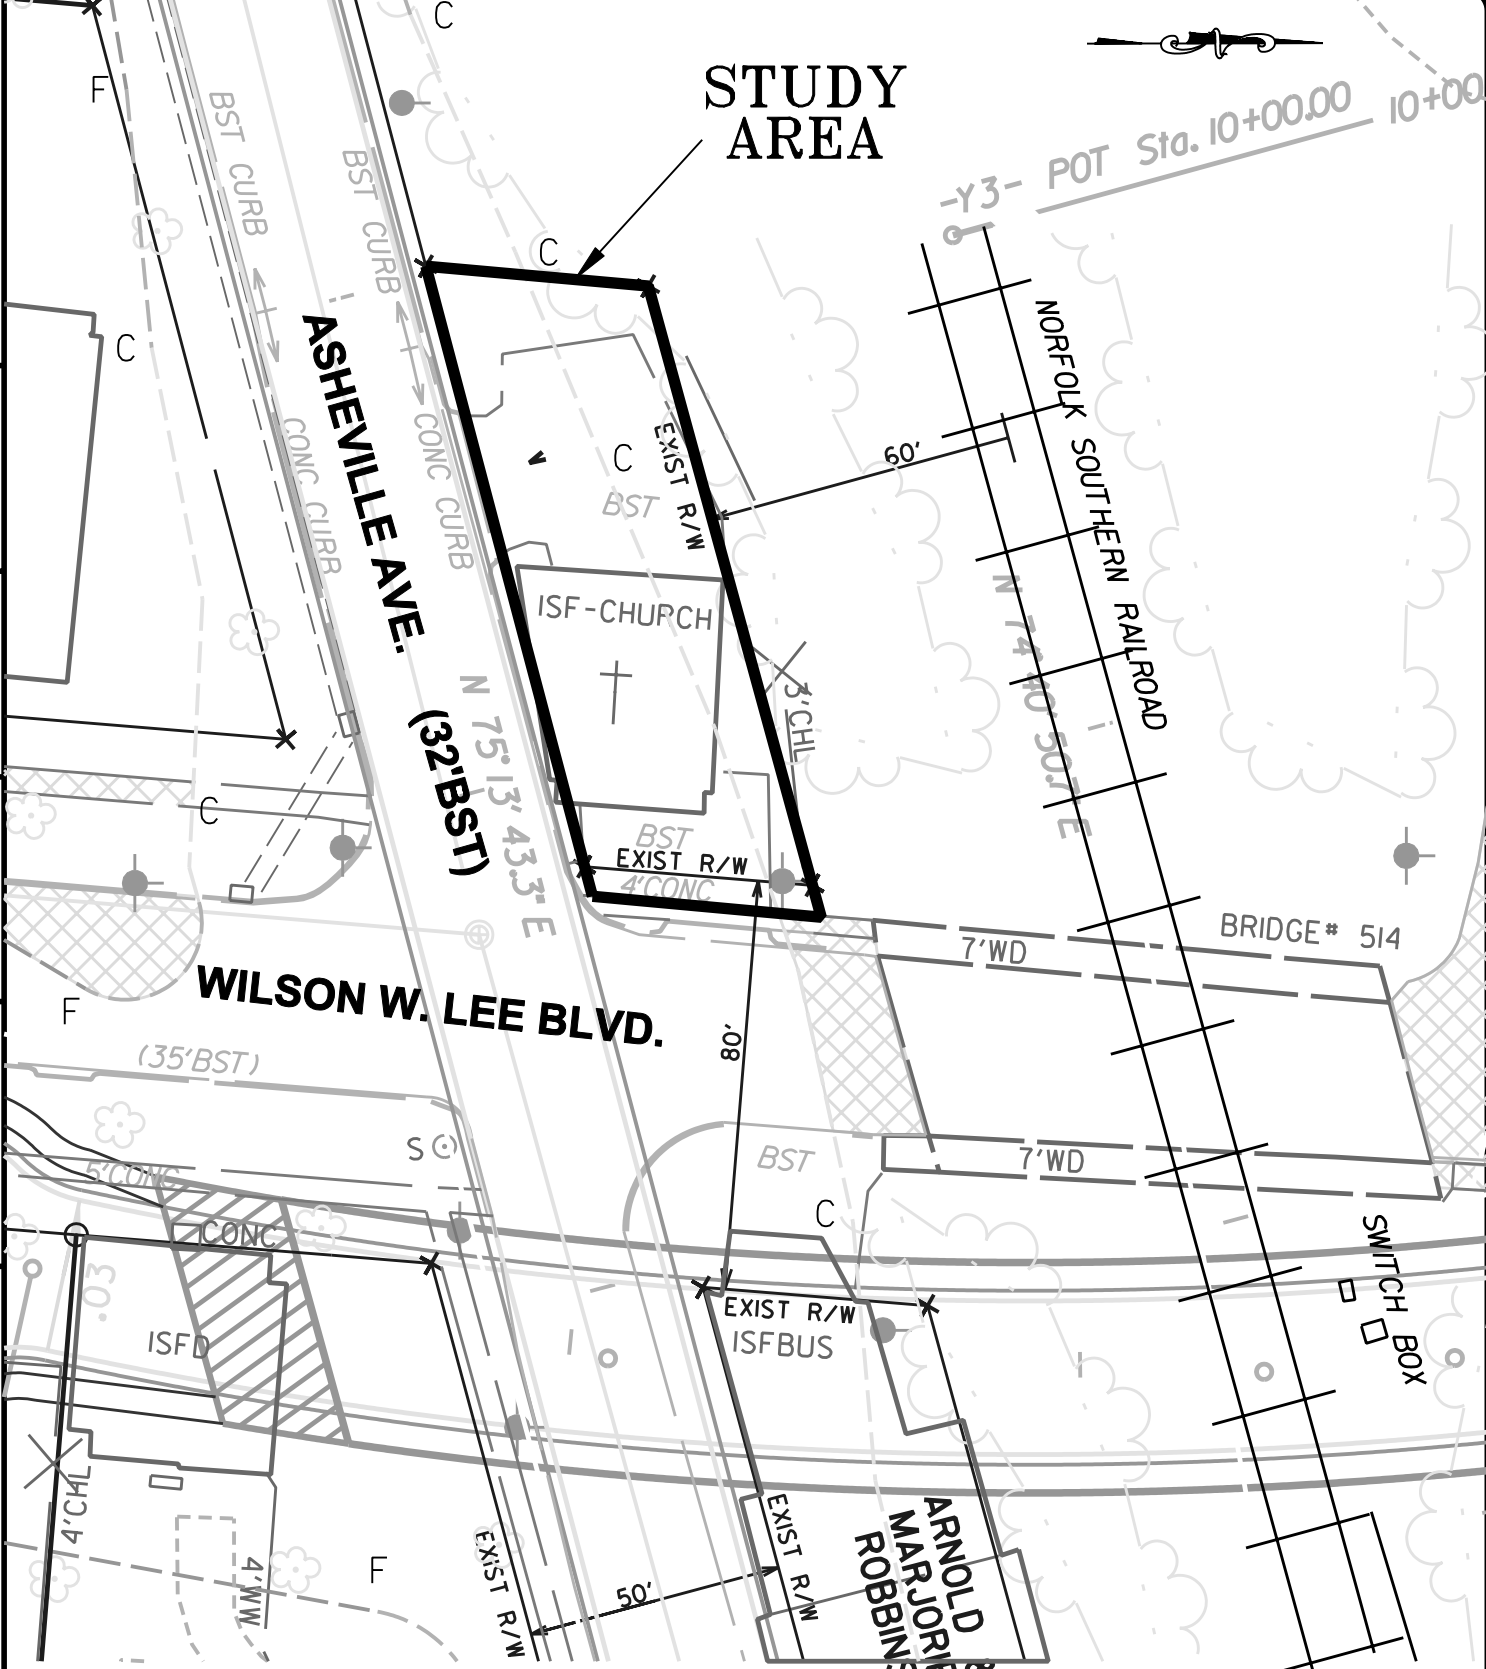 C
F
STUDY
AREA
BST CURB
BST CURB
-Y3- POT Sta. 10+00.00
10+00
C
C
ASHEVILLE AVE.
(32'BST)
CONC CURB
CONC CURB
NORFOLK SOUTHERN RAILROAD
EXIST R/W
C
BST
60'
ISF-CHURCH
N 75° 13' 43.3" E
N 74° 40' 50.7" E
3'CHL
C
BST
EXIST R/W
4'CONC
BRIDGE# 514
7'WD
WILSON W. LEE BLVD.
F
80'
(35'BST)
S
BST
7'WD
5'CONC
CONC
C
SWITCH BOX
EXIST R/W
ISFBUS
.03
ISFD
4'CHL
4'WW
F
EXIST R/W
50'
EXIST R/W
ARNOLD